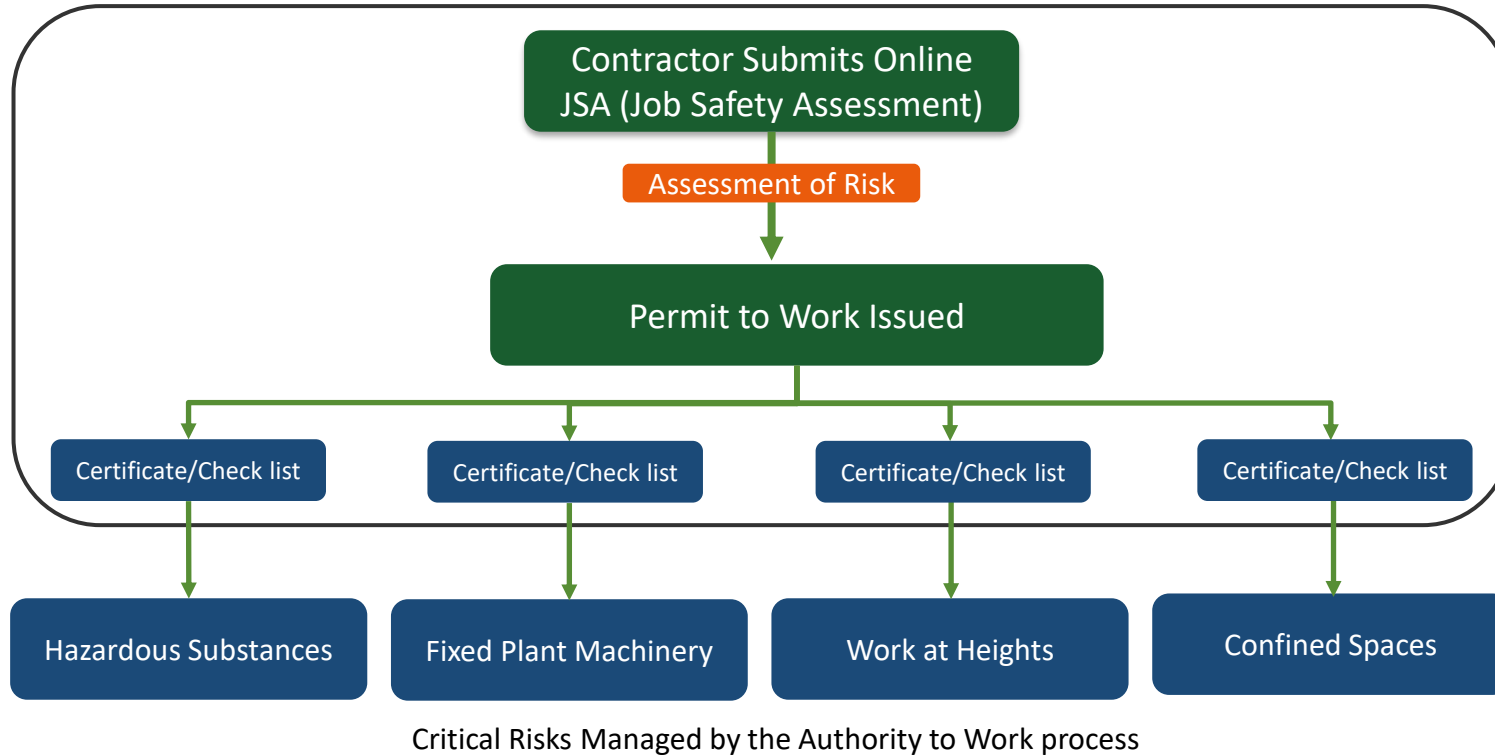 Contractor Submits Online
JSA (Job Safety Assessment)
Assessment of Risk
Permit to Work Issued
Certificate/Check list
Certificate/Check list
Certificate/Check list
Certificate/Check list
Hazardous Substances
Fixed Plant Machinery
Work at Heights
Confined Spaces
Critical Risks Managed by the Authority to Work process